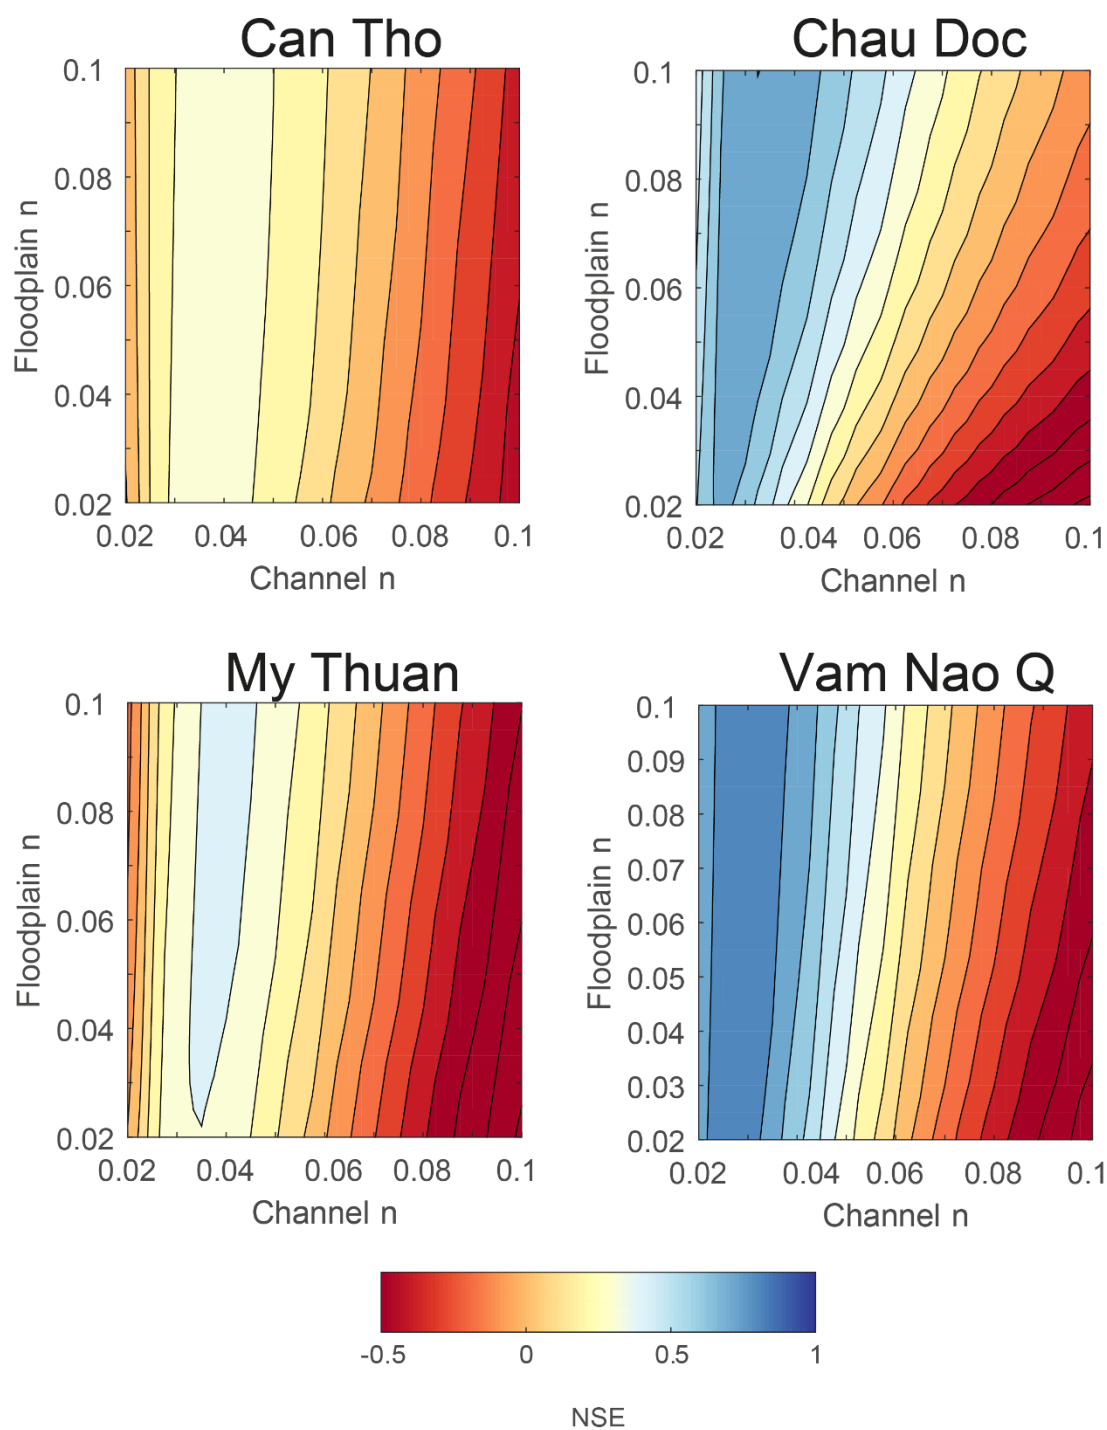 Can Tho
Chau Doc
0.1
0.08
0.06
0.04
0.02
Floodplain n
0.02 0.04 0.06 0.08 0.1
Channel n
0.1
0.08
0.06
0.04
0.02
Floodplain n
0.02 0.04 0.06 0.08 0.1
Channel n
My Thuan
Vam Nao Q
0.1
0.08
0.06
0.04
0.02
Floodplain n
0.02 0.04 0.06 0.08 0.1
Channel n
0.1
0.09
0.08
0.07
0.06
0.05
0.04
0.03
0.02
Floodplain n
0.02 0.04 0.06 0.08 0.1
Channel n
-0.5 0 0.5 1
NSE